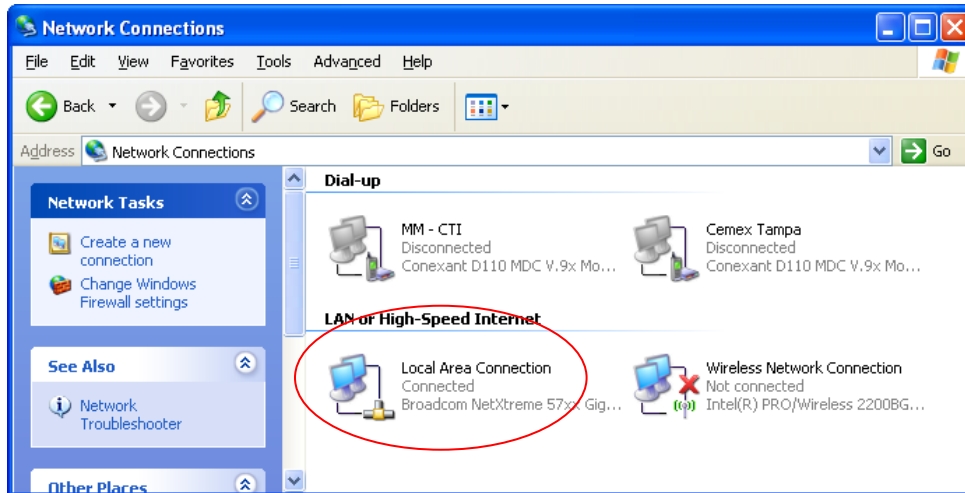 Network Connections
File Edit View Favorites Tools Advanced Help
Back Search Folders
Address Network Connections Go
Network Tasks
Create a new
connection
Change Windows
Firewall settings
See Also
Network
Troubleshooter
Other Places
Dial-up
MM - CTI
Disconnected
Conexant D110 MDC V.9x Mo...
Cemex Tampa
Disconnected
Conexant D110 MDC V.9x Mo...
LAN or High-Speed Internet
Local Area Connection
Connected
Broadcom NetXtreme 57xx Gig...
Wireless Network Connection
Not connected
Intel(R) PRO/Wireless 2200BG...